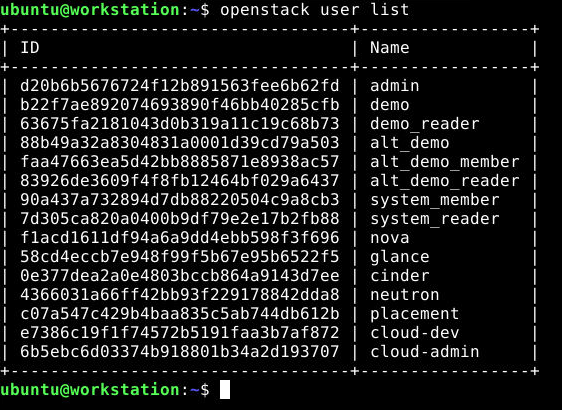 ubuntu@workstation:~$ openstack user list
+----------------------------------+-----------------+
| ID                               | Name            |
+----------------------------------+-----------------+
| d20b6b5676724f12b891563fee6b62fd | admin           |
| b22f7ae892074693890f46bb40285cfb | demo            |
| 63675fa2181043d0b319a11c19c68b73 | demo_reader     |
| 88b49a32a8304831a0001d39cd79a503 | alt_demo        |
| faa47663ea5d42bb8885871e8938ac57 | alt_demo_member |
| 83926de3609f4f8fb12464bf029a6437 | alt_demo_reader |
| 90a437a732894d7db88220504c9a8cb3 | system_member   |
| 7d305ca820a0400b9df79e2e17b2fb88 | system_reader   |
| f1acd1611df94a6a9dd4ebb598f3f696 | nova            |
| 58cd4eccb7e948f99f5b67e95b6522f5 | glance          |
| 0e377dea2a0e4803bccb864a9143d7ee | cinder          |
| 4366031a66ff42bb93f229178842dda8 | neutron         |
| c07a547c429b4baa835c5ab744db612b | placement       |
| e7386c19f1f74572b5191faa3b7af872 | cloud-dev       |
| 6b5ebc6d03374b918801b34a2d193707 | cloud-admin     |
+----------------------------------+-----------------+
ubuntu@workstation:~$